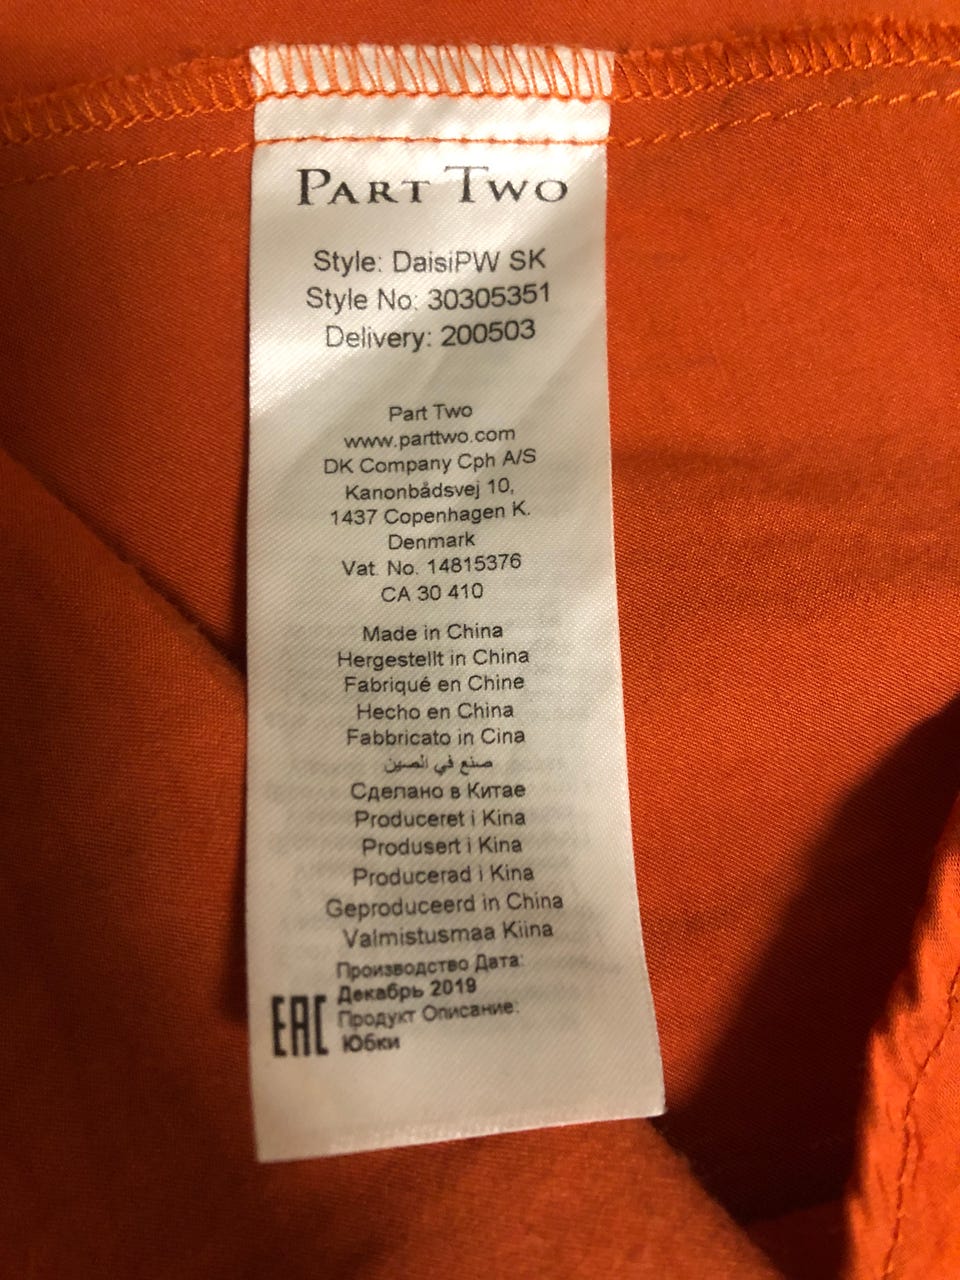 PART TWO
Style: DaisiPW SK
Style No: 30305351
Delivery: 200503
Part Two
www.parttwo.com
DK Company Cph A/S
Kanonbådsvej 10,
1437 Copenhagen K.
Denmark
Vat. No. 14815376
CA 30 410
Made in China
Hergestellt in China
Fabriqué en Chine
Hecho en China
Fabbricato in Cina
صنع في الصين
Сделано в Китае
Produceret i Kina
Produsert i Kina
Producerad i Kina
Geproduceerd in China
Valmistusmaa Kiina
Производство Дата:
Декабрь 2019
Продукт Описание:
Юбки
EAC